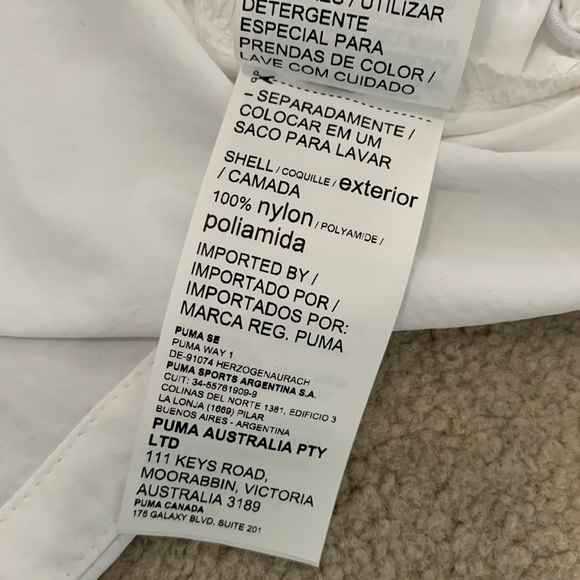 / UTILIZAR
DETERGENTE
ESPECIAL PARA
PRENDAS DE COLOR /
LAVE COM CUIDADO
- SEPARADAMENTE /
COLOCAR EM UM
SACO PARA LAVAR
SHELL / COQUILLE / exterior
/ CAMADA
100% nylon / POLYAMIDE /
poliamida
IMPORTED BY /
IMPORTADO POR /
IMPORTADOS POR:
MARCA REG. PUMA
PUMA SE
PUMA WAY 1
DE-91074 HERZOGENAURACH
PUMA SPORTS ARGENTINA S.A.
CUIT: 34-55781909-9
COLINAS DEL NORTE 1381, EDIFICIO 3
LA LONJA (1669) PILAR
BUENOS AIRES - ARGENTINA
PUMA AUSTRALIA PTY
LTD
111 KEYS ROAD,
MOORABBIN, VICTORIA
AUSTRALIA 3189
PUMA CANADA
175 GALAXY BLVD, SUITE 201